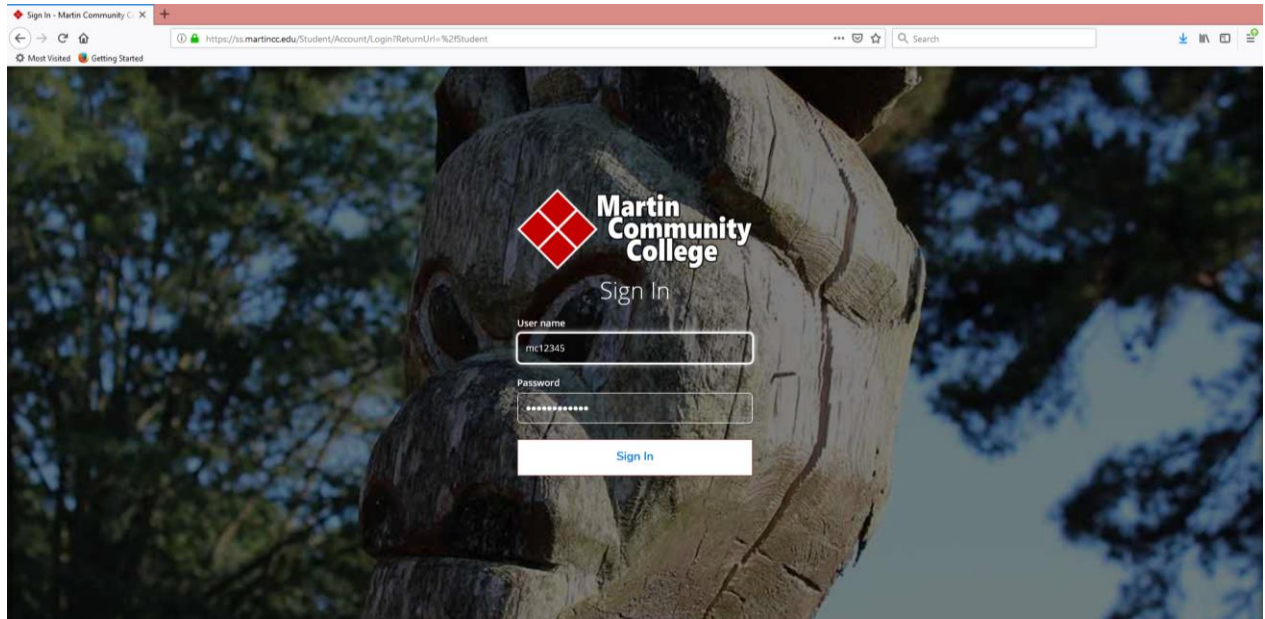 Sign In - Martin Community C
https://ss.martincc.edu/Student/Account/Login?ReturnUrl=%2fStudent
Search
Most Visited
Getting Started
Martin
Community
College
Sign In
User name
mc12345
Password
••••••••••••
Sign In